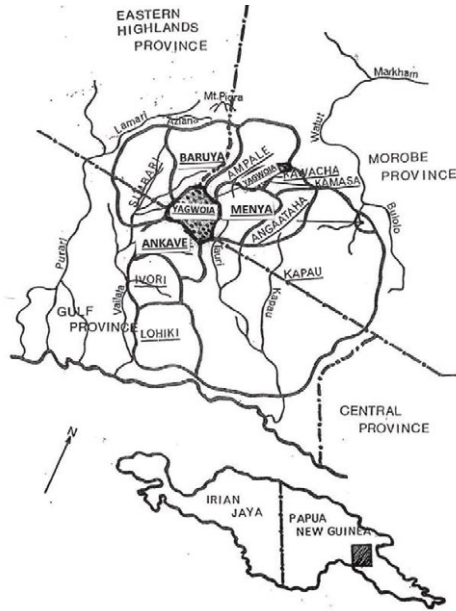 EASTERN
HIGHLANDS
PROVINCE
Mt.Piora
Markham
Lamari
Aziana
Watut
BARUYA
AMPALE
MOROBE
PROVINCE
SIMBARI
YAGWOIA
KAWACHA
KAMASA
YAGWOIA
MENYA
ANGAATAHA
Bulolo
ANKAVE
KAPAU
Purari
IVORI
Kapau
GULF
PROVINCE
Vailala
LOHIKI
CENTRAL
PROVINCE
N
IRIAN
JAYA
PAPUA
NEW GUINEA